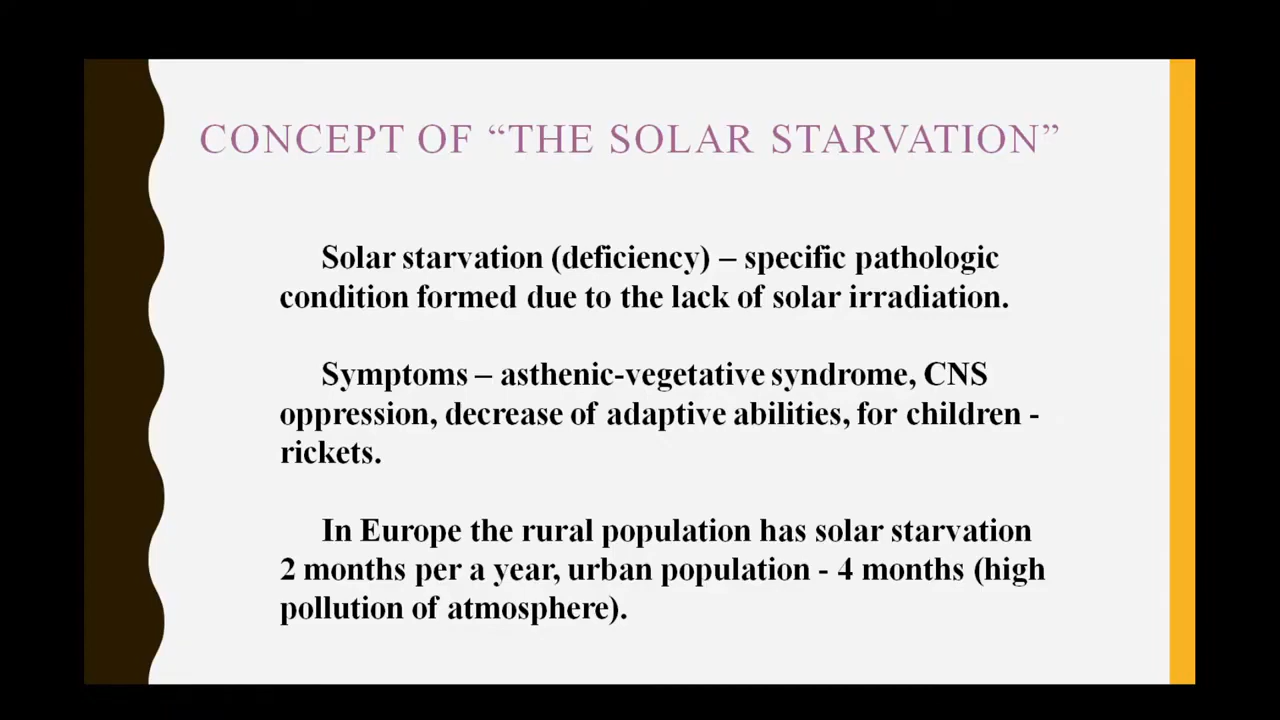 CONCEPT OF “THE SOLAR STARVATION”
Solar starvation (deficiency) – specific pathologic
condition formed due to the lack of solar irradiation.
Symptoms – asthenic-vegetative syndrome, CNS
oppression, decrease of adaptive abilities, for children -
rickets.
In Europe the rural population has solar starvation
2 months per a year, urban population - 4 months (high
pollution of atmosphere).